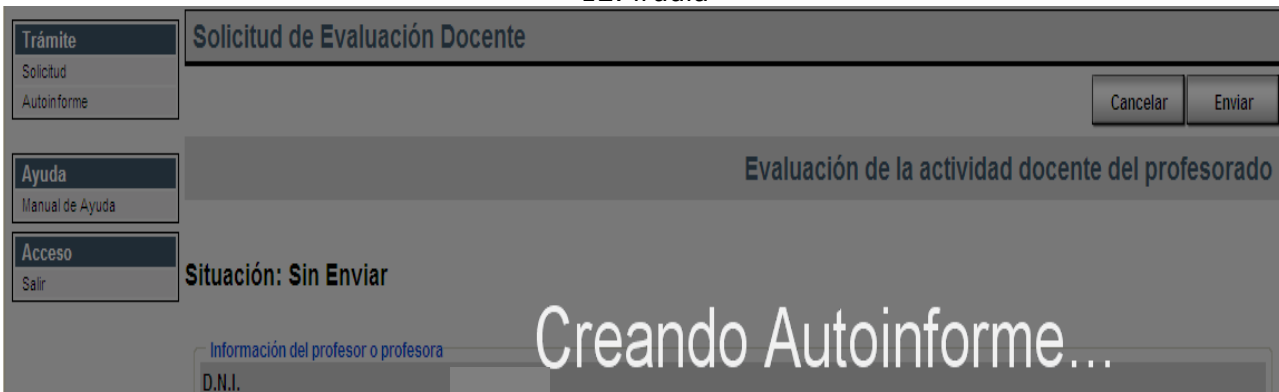 Trámite
Solicitud
Autoinforme
Ayuda
Manual de Ayuda
Acceso
Salir
Solicitud de Evaluación Docente
Cancelar Enviar
Evaluación de la actividad docente del profesorado
Situación: Sin Enviar
Creando Autoinforme...
Información del profesor o profesora
D.N.I.